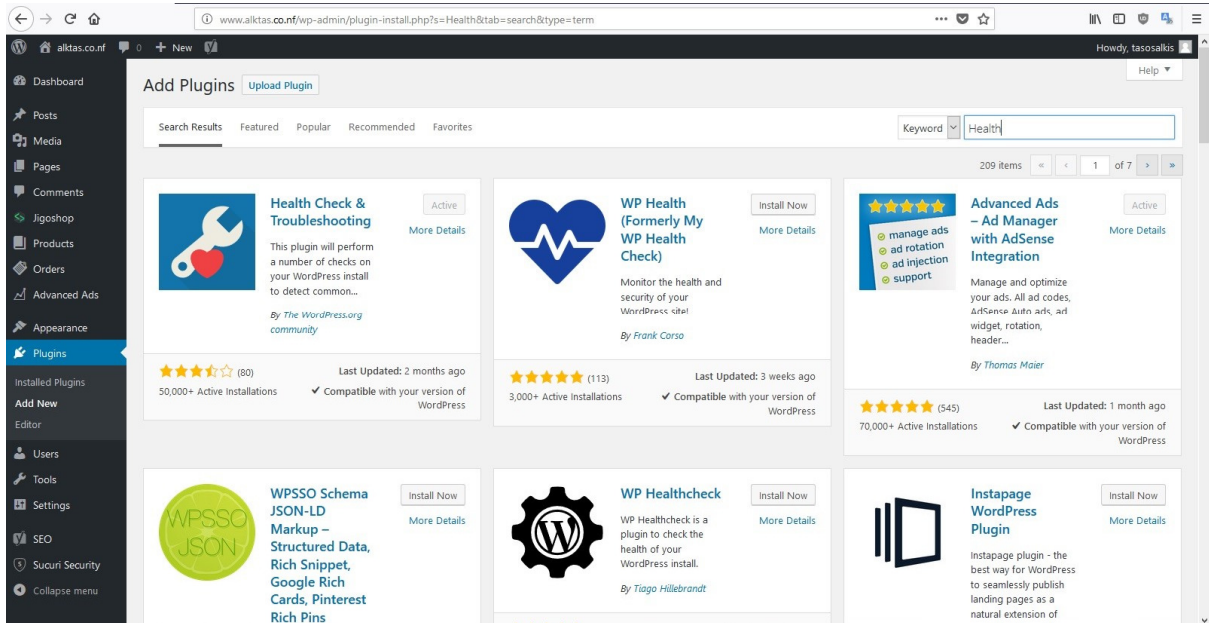 www.alktas.co.nf/wp-admin/plugin-install.php?s=Health&tab=search&type=term
alktas.co.nf 0 + New Howdy, tasosalkis
Help
Dashboard
Posts
Media
Pages
Comments
Jigoshop
Products
Orders
Advanced Ads
Appearance
Plugins
Installed Plugins
Add New
Editor
Users
Tools
Settings
SEO
Sucuri Security
Collapse menu
Add Plugins Upload Plugin
Search Results Featured Popular Recommended Favorites Keyword Health
209 items « ‹ 1 of 7 › »
Health Check &
Troubleshooting
Active
More Details
This plugin will perform
a number of checks on
your WordPress install
to detect common...
By The WordPress.org
community
(80)
50,000+ Active Installations
Last Updated: 2 months ago
✓ Compatible with your version of
WordPress
WP Health
(Formerly My
WP Health
Check)
Install Now
More Details
Monitor the health and
security of your
WordPress site!
By Frank Corso
(113)
3,000+ Active Installations
Last Updated: 3 weeks ago
✓ Compatible with your version of
WordPress
manage ads
ad rotation
ad injection
support
Advanced Ads
– Ad Manager
with AdSense
Integration
Active
More Details
Manage and optimize
your ads. All ad codes,
AdSense Auto ads, ad
widget, rotation,
header...
By Thomas Maier
(545)
70,000+ Active Installations
Last Updated: 1 month ago
✓ Compatible with your version of
WordPress
WPSSO
JSON
WPSSO Schema
JSON-LD
Markup –
Structured Data,
Rich Snippet,
Google Rich
Cards, Pinterest
Rich Pins
Install Now
More Details
WP Healthcheck
Install Now
More Details
WP Healthcheck is a
plugin to check the
health of your
WordPress install.
By Tiago Hillebrandt
Instapage
WordPress
Plugin
Install Now
More Details
Instapage plugin - the
best way for WordPress
to seamlessly publish
landing pages as a
natural extension of